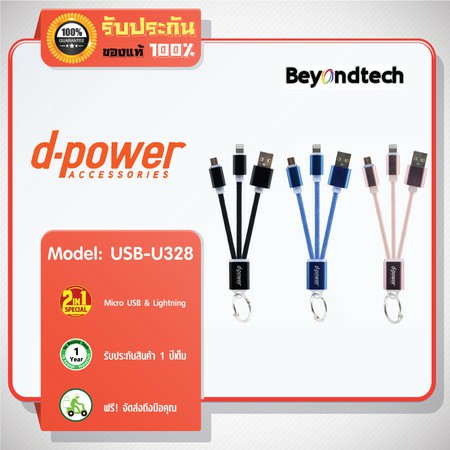 100%
GUARANTEE
รับประกัน
ของแท้ 100%
Beyondtech
d-power
ACCESSORIES
Model: USB-U328
2 IN 1
SPECIAL
Micro USB & Lightning
1
Year
รับประกันสินค้า 1 ปีเต็ม
ฟรี! จัดส่งถึงมือคุณ
d-power
d-power
d-power